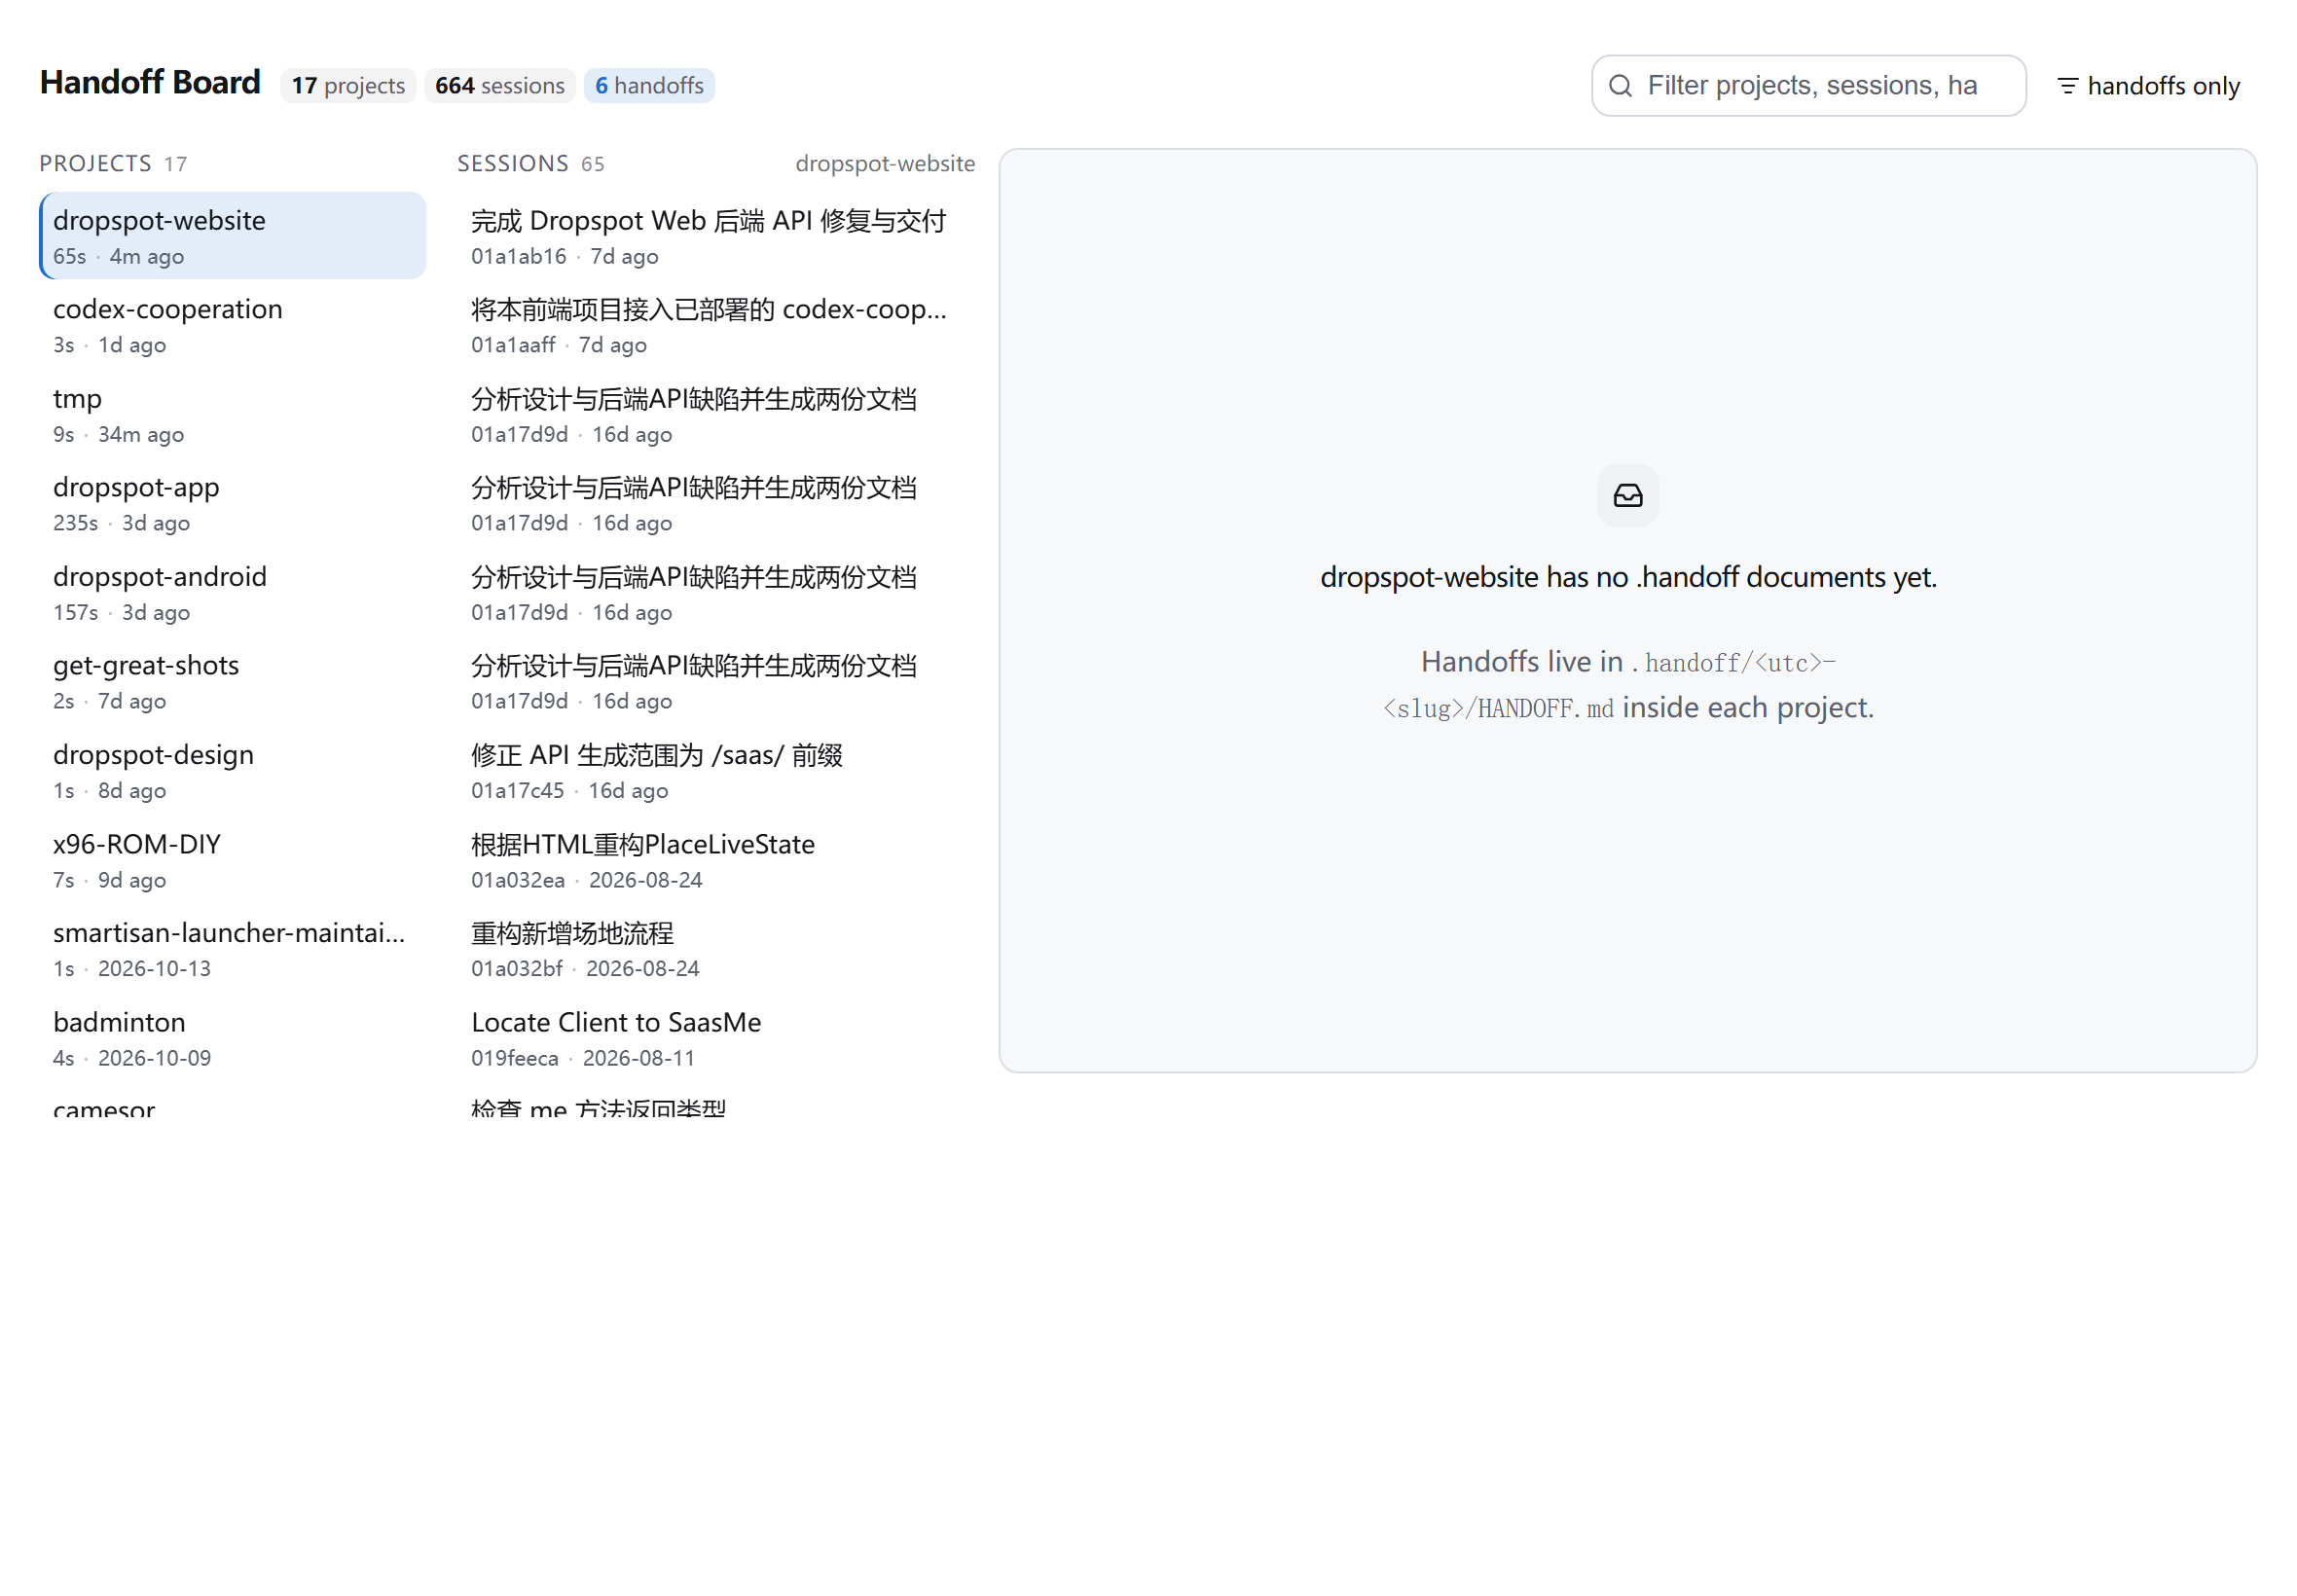 Handoff Board 17 projects 664 sessions 6 handoffs
Filter projects, sessions, ha
handoffs only
PROJECTS 17
dropspot-website
65s · 4m ago
codex-cooperation
3s · 1d ago
tmp
9s · 34m ago
dropspot-app
235s · 3d ago
dropspot-android
157s · 3d ago
get-great-shots
2s · 7d ago
dropspot-design
1s · 8d ago
x96-ROM-DIY
7s · 9d ago
smartisan-launcher-maintai...
1s · 2026-10-13
badminton
4s · 2026-10-09
camesor
SESSIONS 65 dropspot-website
完成 Dropspot Web 后端 API 修复与交付
01a1ab16 · 7d ago
将本前端项目接入已部署的 codex-coop...
01a1aaff · 7d ago
分析设计与后端API缺陷并生成两份文档
01a17d9d · 16d ago
分析设计与后端API缺陷并生成两份文档
01a17d9d · 16d ago
分析设计与后端API缺陷并生成两份文档
01a17d9d · 16d ago
分析设计与后端API缺陷并生成两份文档
01a17d9d · 16d ago
修正 API 生成范围为 /saas/ 前缀
01a17c45 · 16d ago
根据HTML重构PlaceLiveState
01a032ea · 2026-08-24
重构新增场地流程
01a032bf · 2026-08-24
Locate Client to SaasMe
019feeca · 2026-08-11
检查 me 方法返回类型
dropspot-website has no .handoff documents yet.
Handoffs live in .handoff/<utc>-
<slug>/HANDOFF.md inside each project.